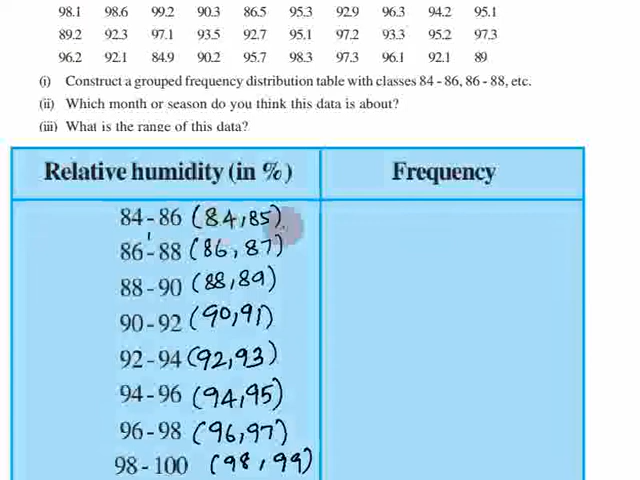 98.1 98.6 99.2 90.3 86.5 95.3 92.9 96.3 94.2 95.1
89.2 92.3 97.1 93.5 92.7 95.1 97.2 93.3 95.2 97.3
96.2 92.1 84.9 90.2 95.7 98.3 97.3 96.1 92.1 89
(i) Construct a grouped frequency distribution table with classes 84 - 86, 86 - 88, etc.
(ii) Which month or season do you think this data is about?
(iii) What is the range of this data?
Relative humidity (in %) Frequency
84 - 86 (84,85)
86 - 88 (86,87)
88 - 90 (88,89)
90 - 92 (90,91)
92 - 94 (92,93)
94 - 96 (94,95)
96 - 98 (96,97)
98 - 100 (98,99)